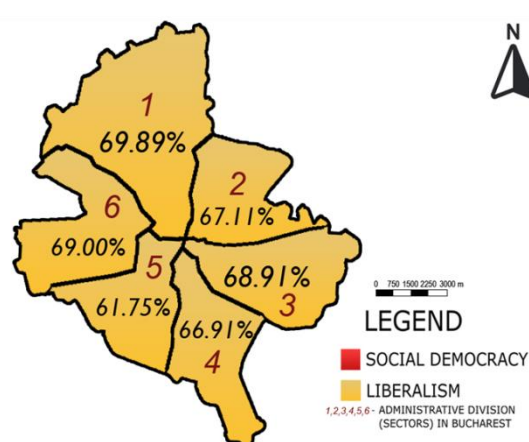 N
1
69.89%
2
67.11%
6
69.00%
5
61.75%
68.91%
3
66.91%
4
0 750 1500 2250 3000 m
LEGEND
SOCIAL DEMOCRACY
LIBERALISM
1,2,3,4,5,6 - ADMINISTRATIVE DIVISION
(SECTORS) IN BUCHAREST